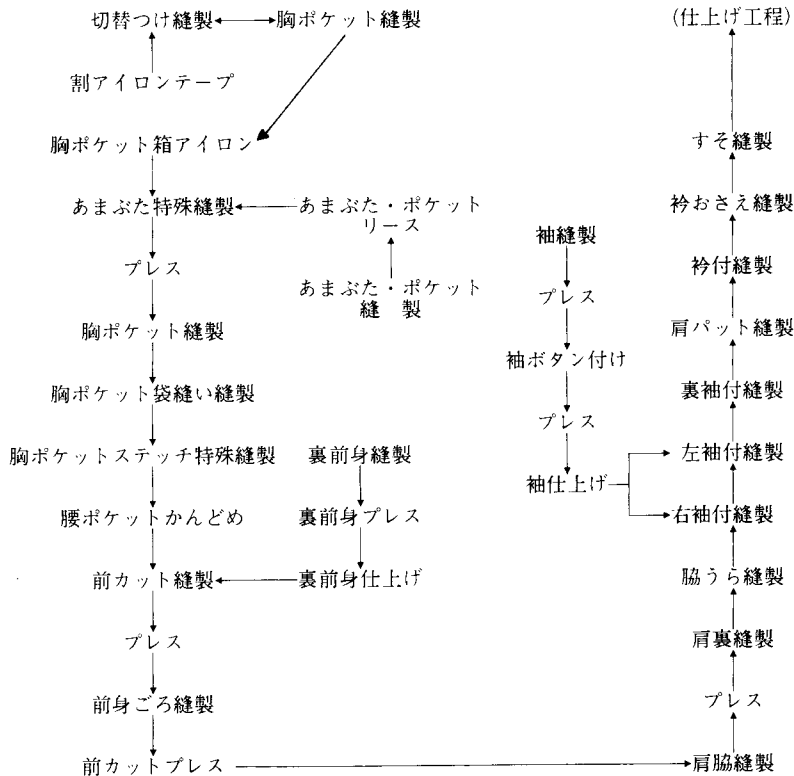 切替つけ縫製
胸ポケット縫製
割アイロンテープ
胸ポケット箱アイロン
あまぶた特殊縫製
あまぶた・ポケット
リース
あまぶた・ポケット
縫 製
プレス
胸ポケット縫製
胸ポケット袋縫い縫製
胸ポケットステッチ特殊縫製
腰ポケットかんどめ
裏前身縫製
裏前身プレス
裏前身仕上げ
前カット縫製
プレス
前身ごろ縫製
前カットプレス
袖縫製
プレス
袖ボタン付け
プレス
袖仕上げ
(仕上げ工程)
すそ縫製
衿おさえ縫製
衿付縫製
肩パット縫製
裏袖付縫製
左袖付縫製
右袖付縫製
脇うら縫製
肩裏縫製
プレス
肩脇縫製